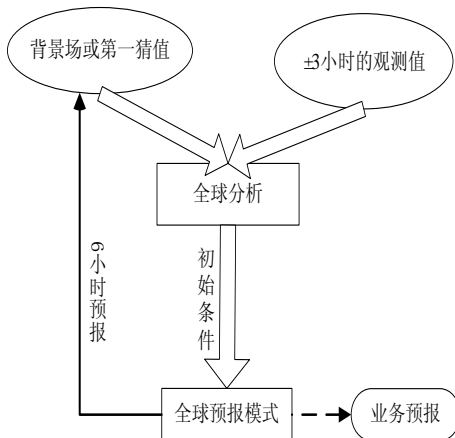 背景场或第一猜值
±3小时的观测值
全球分析
初始条件
6小时预报
全球预报模式
业务预报